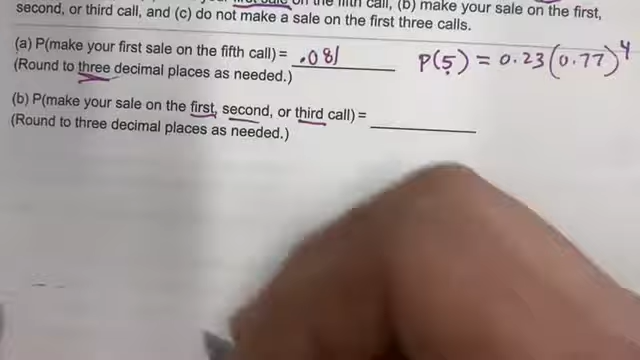 on the fifth call, (b) make your sale on the first,
second, or third call, and (c) do not make a sale on the first three calls.
(a) P(make your first sale on the fifth call) = .081
P(5) = 0.23(0.77)^4
(Round to three decimal places as needed.)
(b) P(make your sale on the first, second, or third call) =
(Round to three decimal places as needed.)